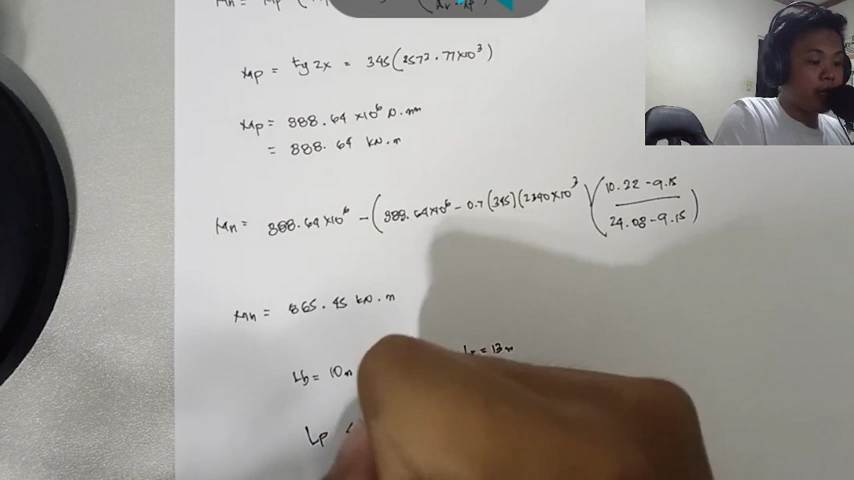 Mp = Fy Zx = 345(2572.77×10³)
Mp = 888.64 ×10⁶ N.mm
= 888.64 kN.m
Mn = 888.64×10⁶ - (888.64×10⁶ - 0.7(345)(2340×10³)(10.22-9.15 / 24.08-9.15)
Mn = 865.45 kN.m
Lb = 10m Lr = 13m
Lp <